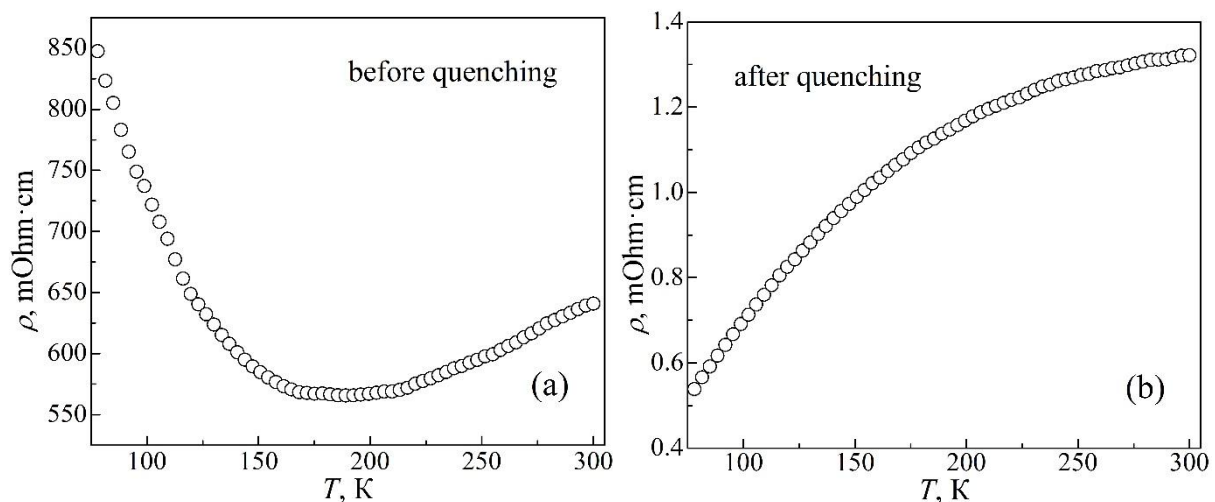 850
800
750
700
650
600
550
ρ, mOhm·cm
before quenching
(a)
100 150 200 250 300
T, K
1.4
1.2
1.0
0.8
0.6
0.4
ρ, mOhm·cm
after quenching
(b)
100 150 200 250 300
T, K